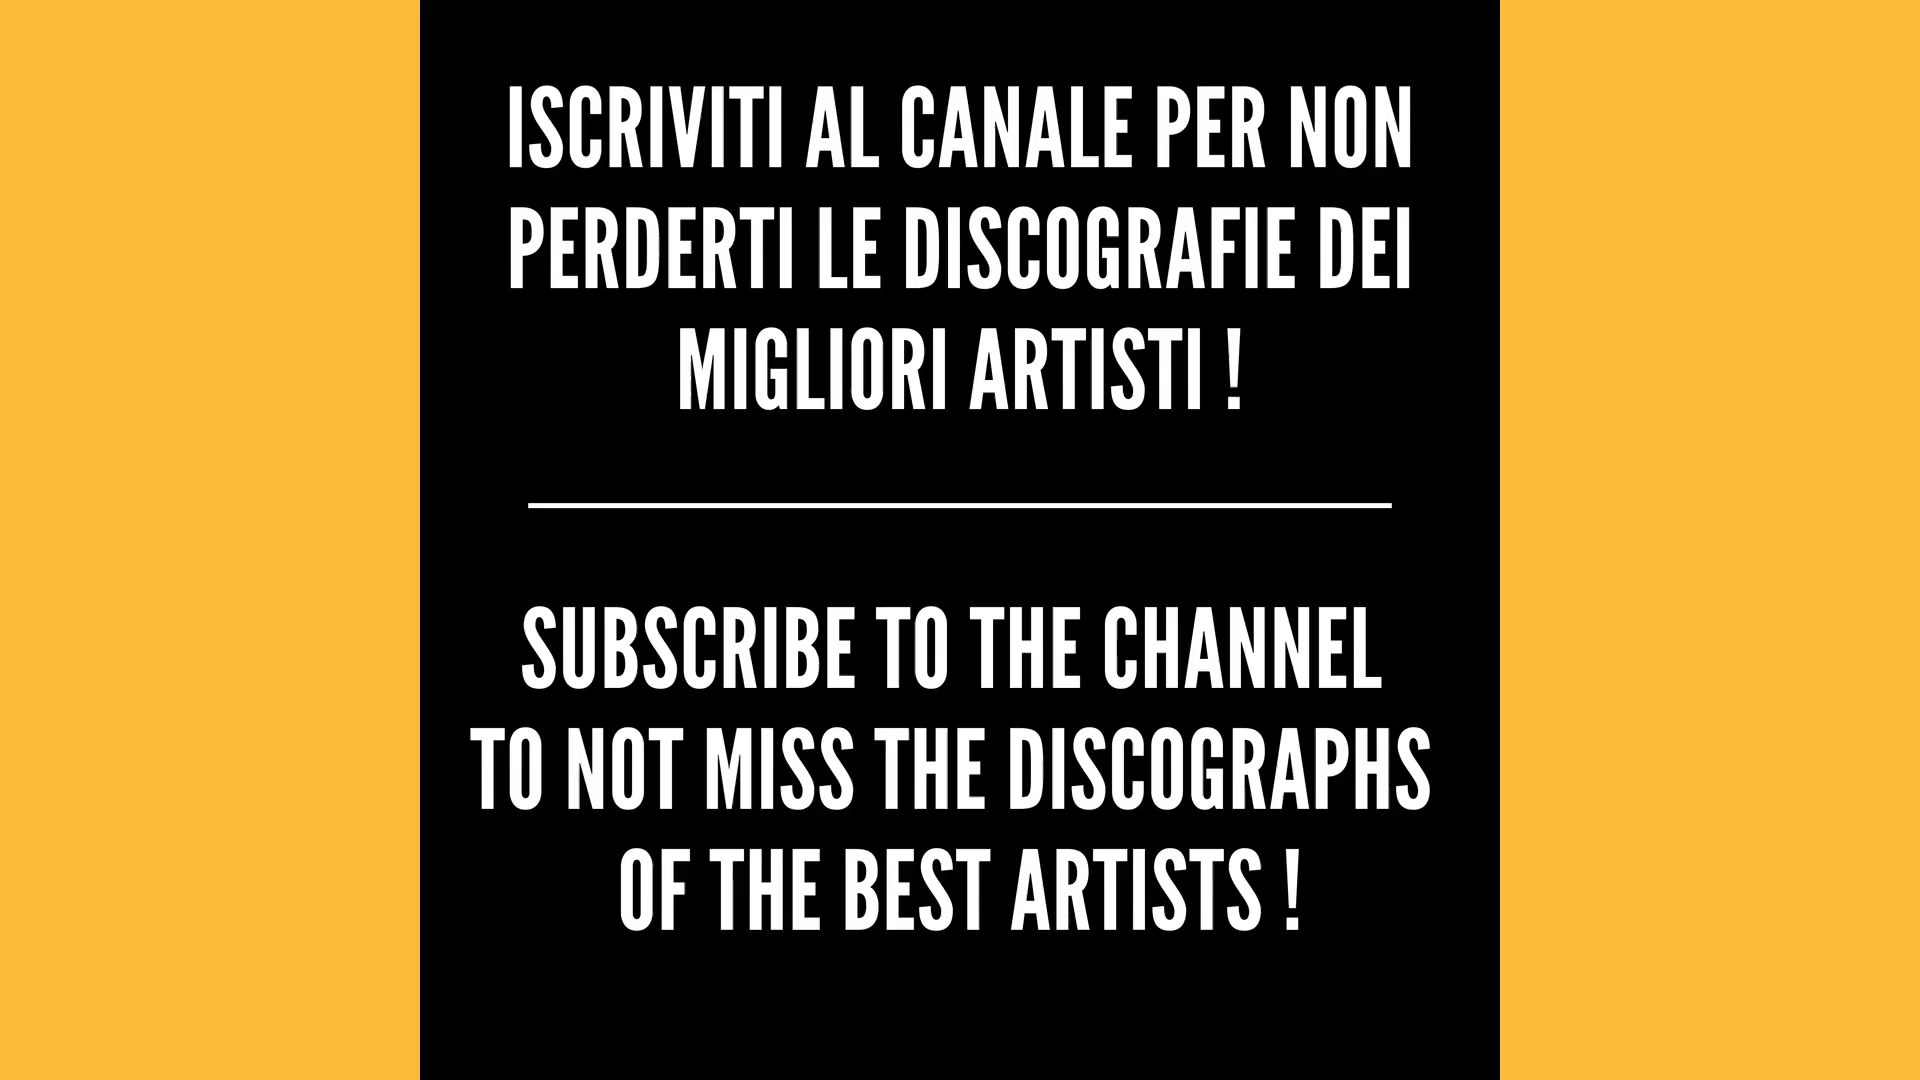 ISCRIVITI AL CANALE PER NON
PERDERTI LE DISCOGRAFIE DEI
MIGLIORI ARTISTI !
SUBSCRIBE TO THE CHANNEL
TO NOT MISS THE DISCOGRAPHS
OF THE BEST ARTISTS !